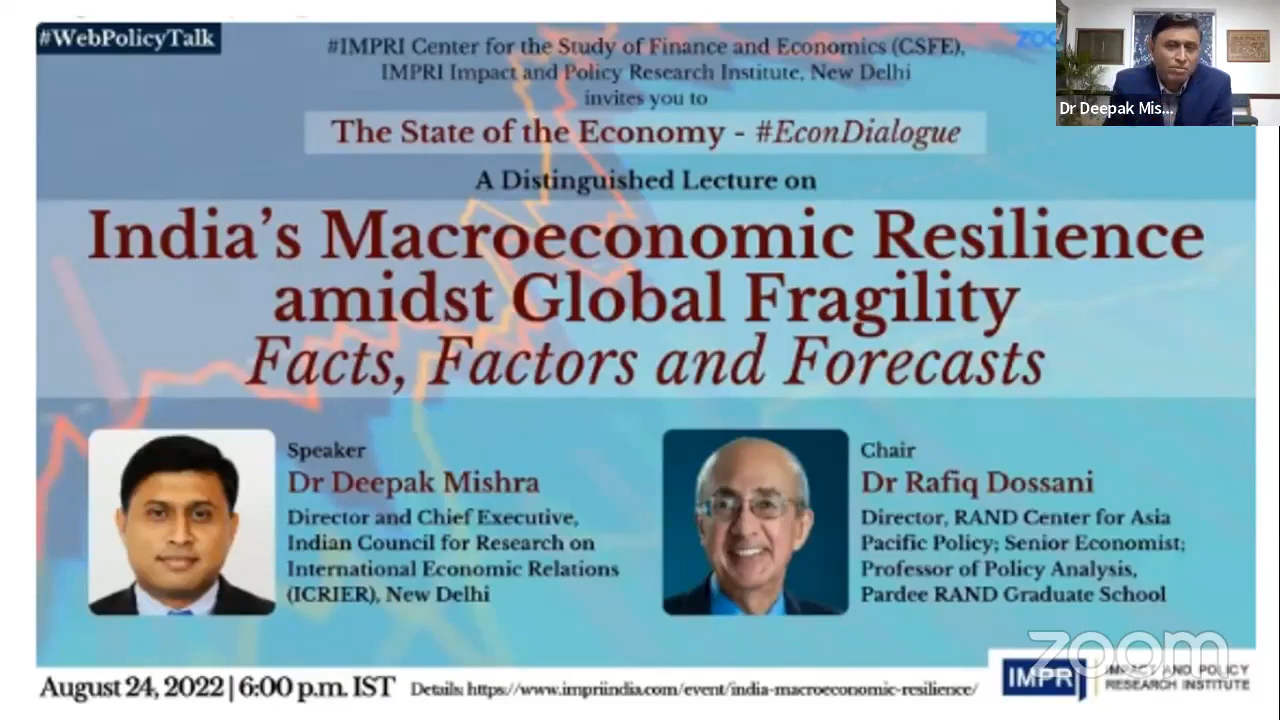 #WebPolicyTalk
#IMPRI Center for the Study of Finance and Economics (CSFE),
IMPRI Impact and Policy Research Institute, New Delhi
invites you to
The State of the Economy - #EconDialogue
A Distinguished Lecture on
India's Macroeconomic Resilience
amidst Global Fragility
Facts, Factors and Forecasts
Dr Deepak Mis...
Speaker
Dr Deepak Mishra
Director and Chief Executive,
Indian Council for Research on
International Economic Relations
(ICRIER), New Delhi
Chair
Dr Rafiq Dossani
Director, RAND Center for Asia
Pacific Policy; Senior Economist;
Professor of Policy Analysis,
Pardee RAND Graduate School
zoom
August 24, 2022 | 6:00 p.m. IST
Details: https://www.impriindia.com/event/india-macroeconomic-resilience/
IMPRI
IMPACT AND POLICY
RESEARCH INSTITUTE